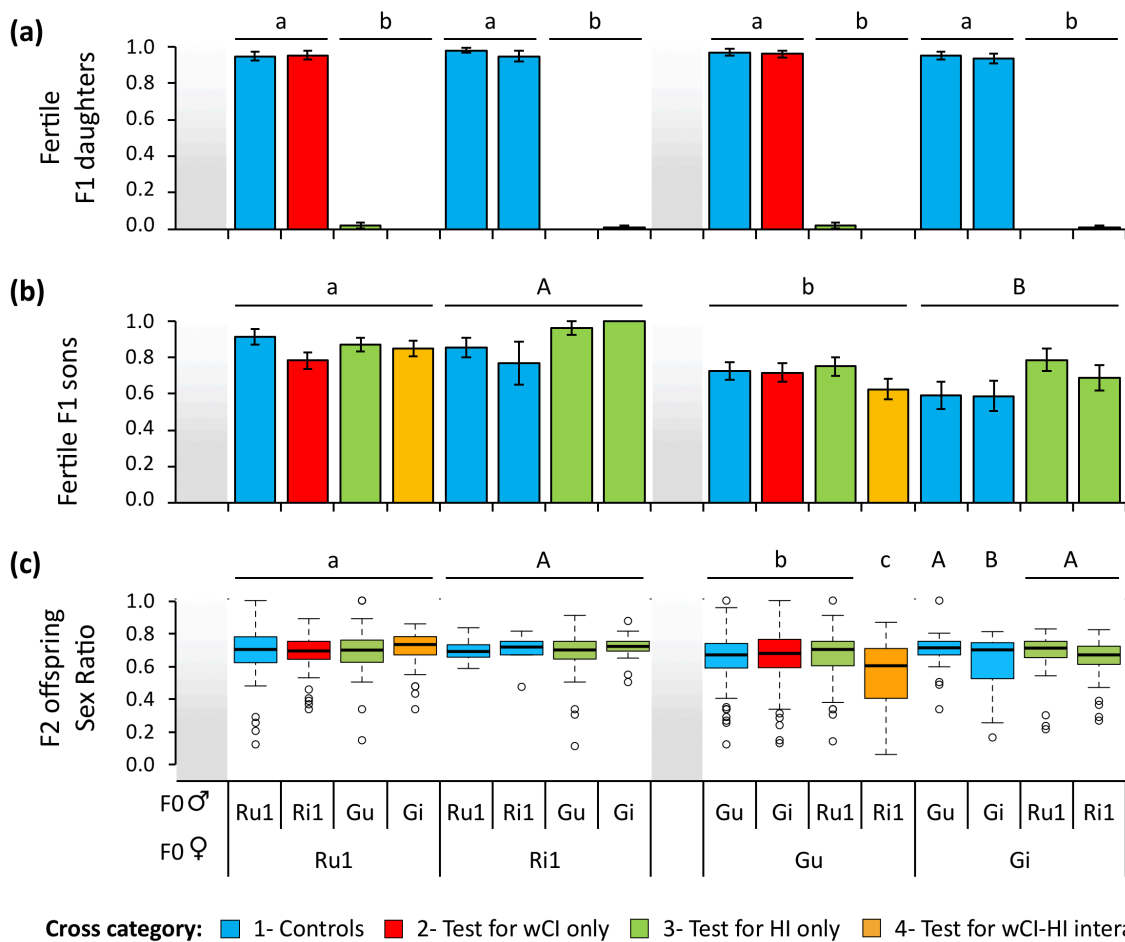 (a)
a b a b a b a b
Fertile
F1 daughters
1.0
0.8
0.6
0.4
0.2
0.0
(b)
a A b B
Fertile F1 sons
1.0
0.8
0.6
0.4
0.2
0.0
(c)
a A b c A B A
F2 offspring
Sex Ratio
1.0
0.8
0.6
0.4
0.2
0.0
F0 ♂ Ru1 Ri1 Gu Gi Ru1 Ri1 Gu Gi Gu Gi Ru1 Ri1 Gu Gi Ru1 Ri1
F0 ♀ Ru1 Ri1 Gu Gi
Cross category: 1- Controls 2- Test for wCI only 3- Test for HI only 4- Test for wCI-HI